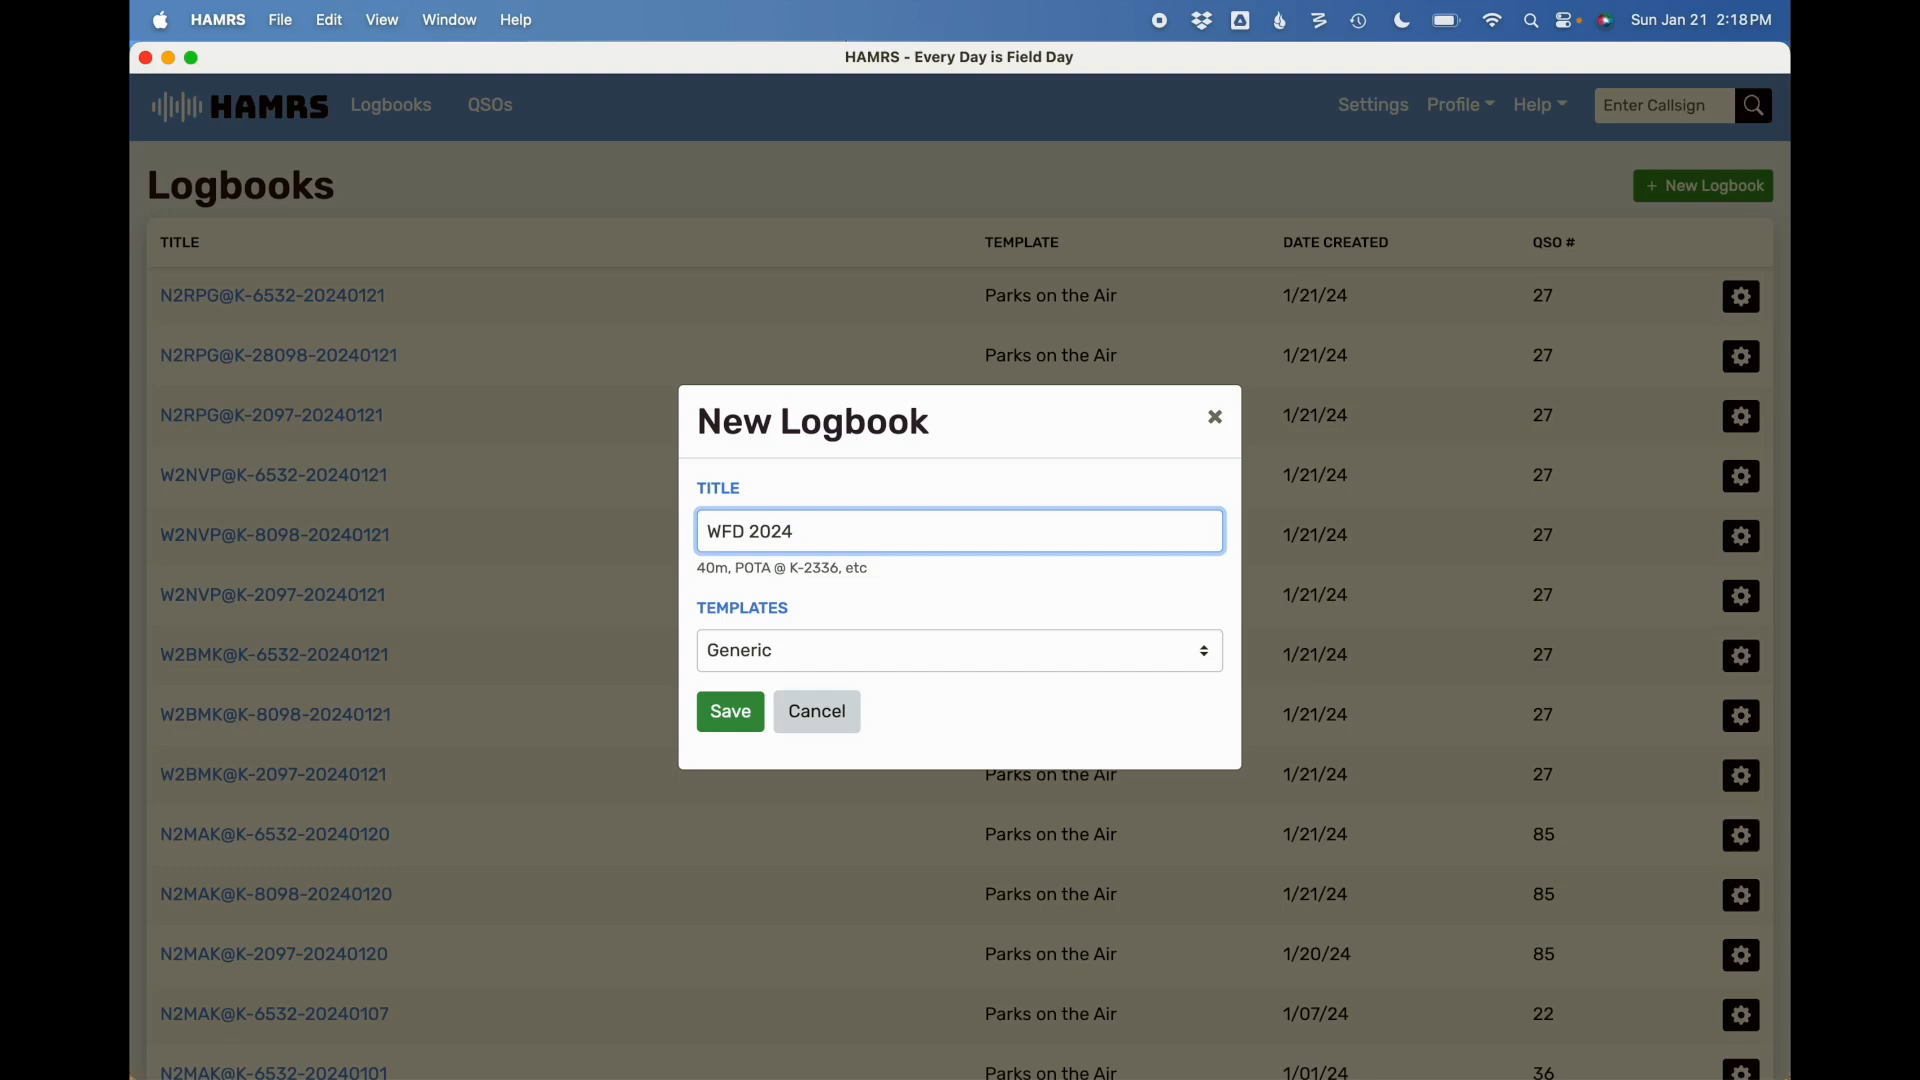 HAMRS File Edit View Window Help Sun Jan 21 2:18 PM
HAMRS - Every Day is Field Day
HAMRS Logbooks QSOs Settings Profile Help Enter Callsign
Logbooks + New Logbook
TITLE TEMPLATE DATE CREATED QSO #
N2RPG@K-6532-20240121 Parks on the Air 1/21/24 27
N2RPG@K-28098-20240121 Parks on the Air 1/21/24 27
N2RPG@K-2097-20240121 1/21/24 27
W2NVP@K-6532-20240121 1/21/24 27
W2NVP@K-8098-20240121 1/21/24 27
W2NVP@K-2097-20240121 1/21/24 27
W2BMK@K-6532-20240121 1/21/24 27
W2BMK@K-8098-20240121 1/21/24 27
W2BMK@K-2097-20240121 Parks on the Air 1/21/24 27
N2MAK@K-6532-20240120 Parks on the Air 1/21/24 85
N2MAK@K-8098-20240120 Parks on the Air 1/21/24 85
N2MAK@K-2097-20240120 Parks on the Air 1/20/24 85
N2MAK@K-6532-20240107 Parks on the Air 1/07/24 22
N2MAK@K-6532-20240101 Parks on the Air 1/01/24 36
New Logbook
TITLE
WFD 2024
40m, POTA @ K-2336, etc
TEMPLATES
Generic
Save Cancel